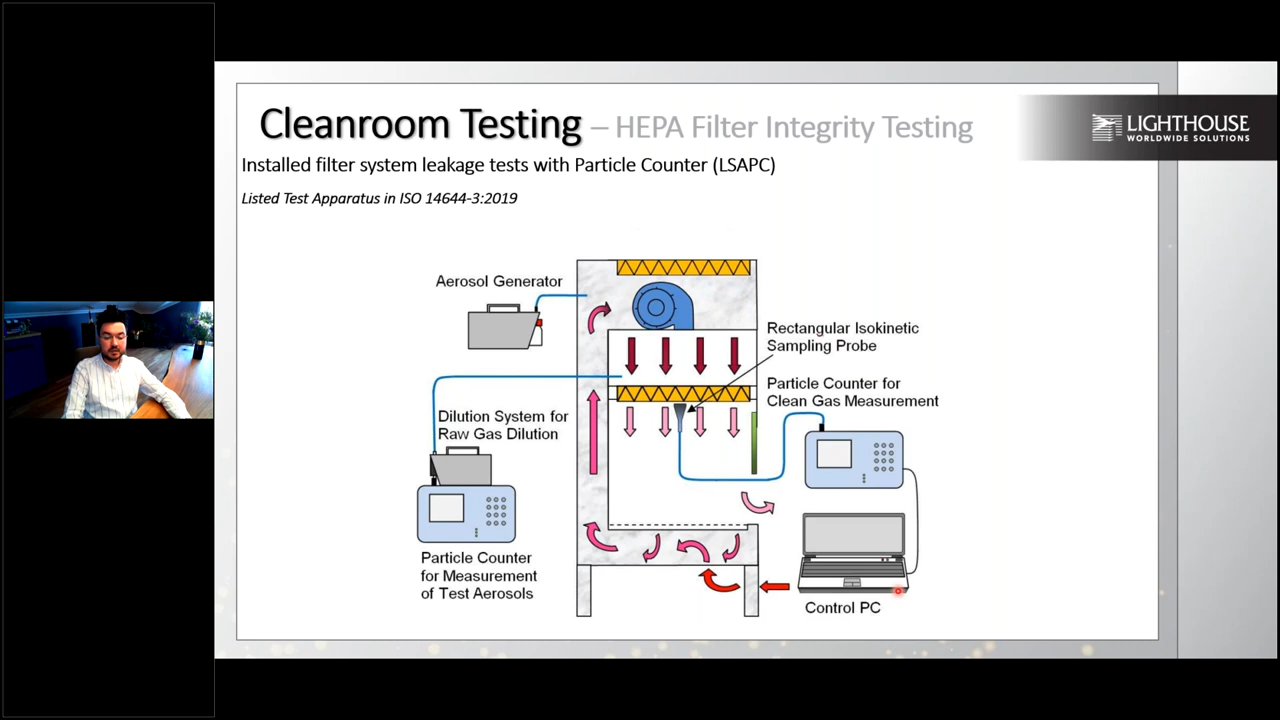 Cleanroom Testing – HEPA Filter Integrity Testing
LIGHTHOUSE
WORLDWIDE SOLUTIONS
Installed filter system leakage tests with Particle Counter (LSAPC)
Listed Test Apparatus in ISO 14644-3:2019
Aerosol Generator
Rectangular Isokinetic
Sampling Probe
Particle Counter for
Clean Gas Measurement
Dilution System for
Raw Gas Dilution
Particle Counter
for Measurement
of Test Aerosols
Control PC